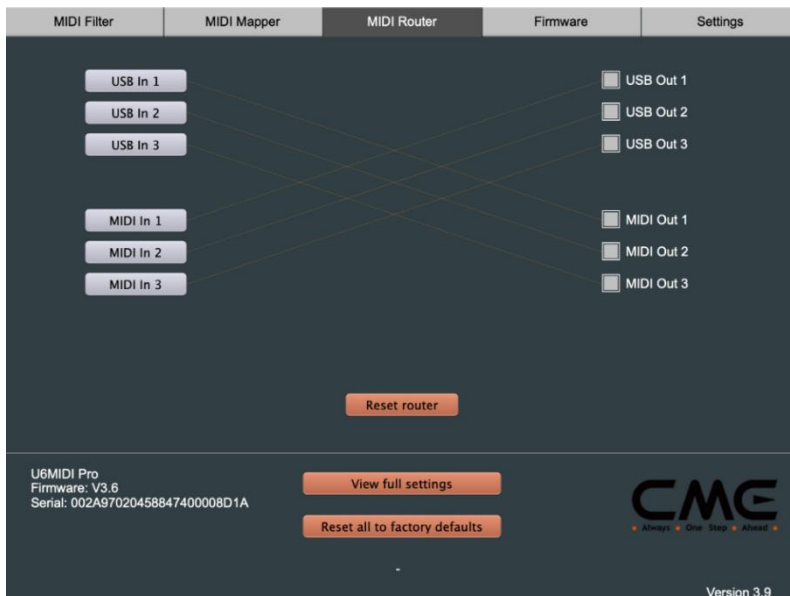 MIDI Filter
MIDI Mapper
MIDI Router
Firmware
Settings
USB In 1
USB Out 1
USB In 2
USB Out 2
USB In 3
USB Out 3
MIDI In 1
MIDI Out 1
MIDI In 2
MIDI Out 2
MIDI In 3
MIDI Out 3
Reset router
U6MIDI Pro
Firmware: V3.6
Serial: 002A97020458847400008D1A
View full settings
Reset all to factory defaults
-
CME
Always One Step Ahead
Version 3.9